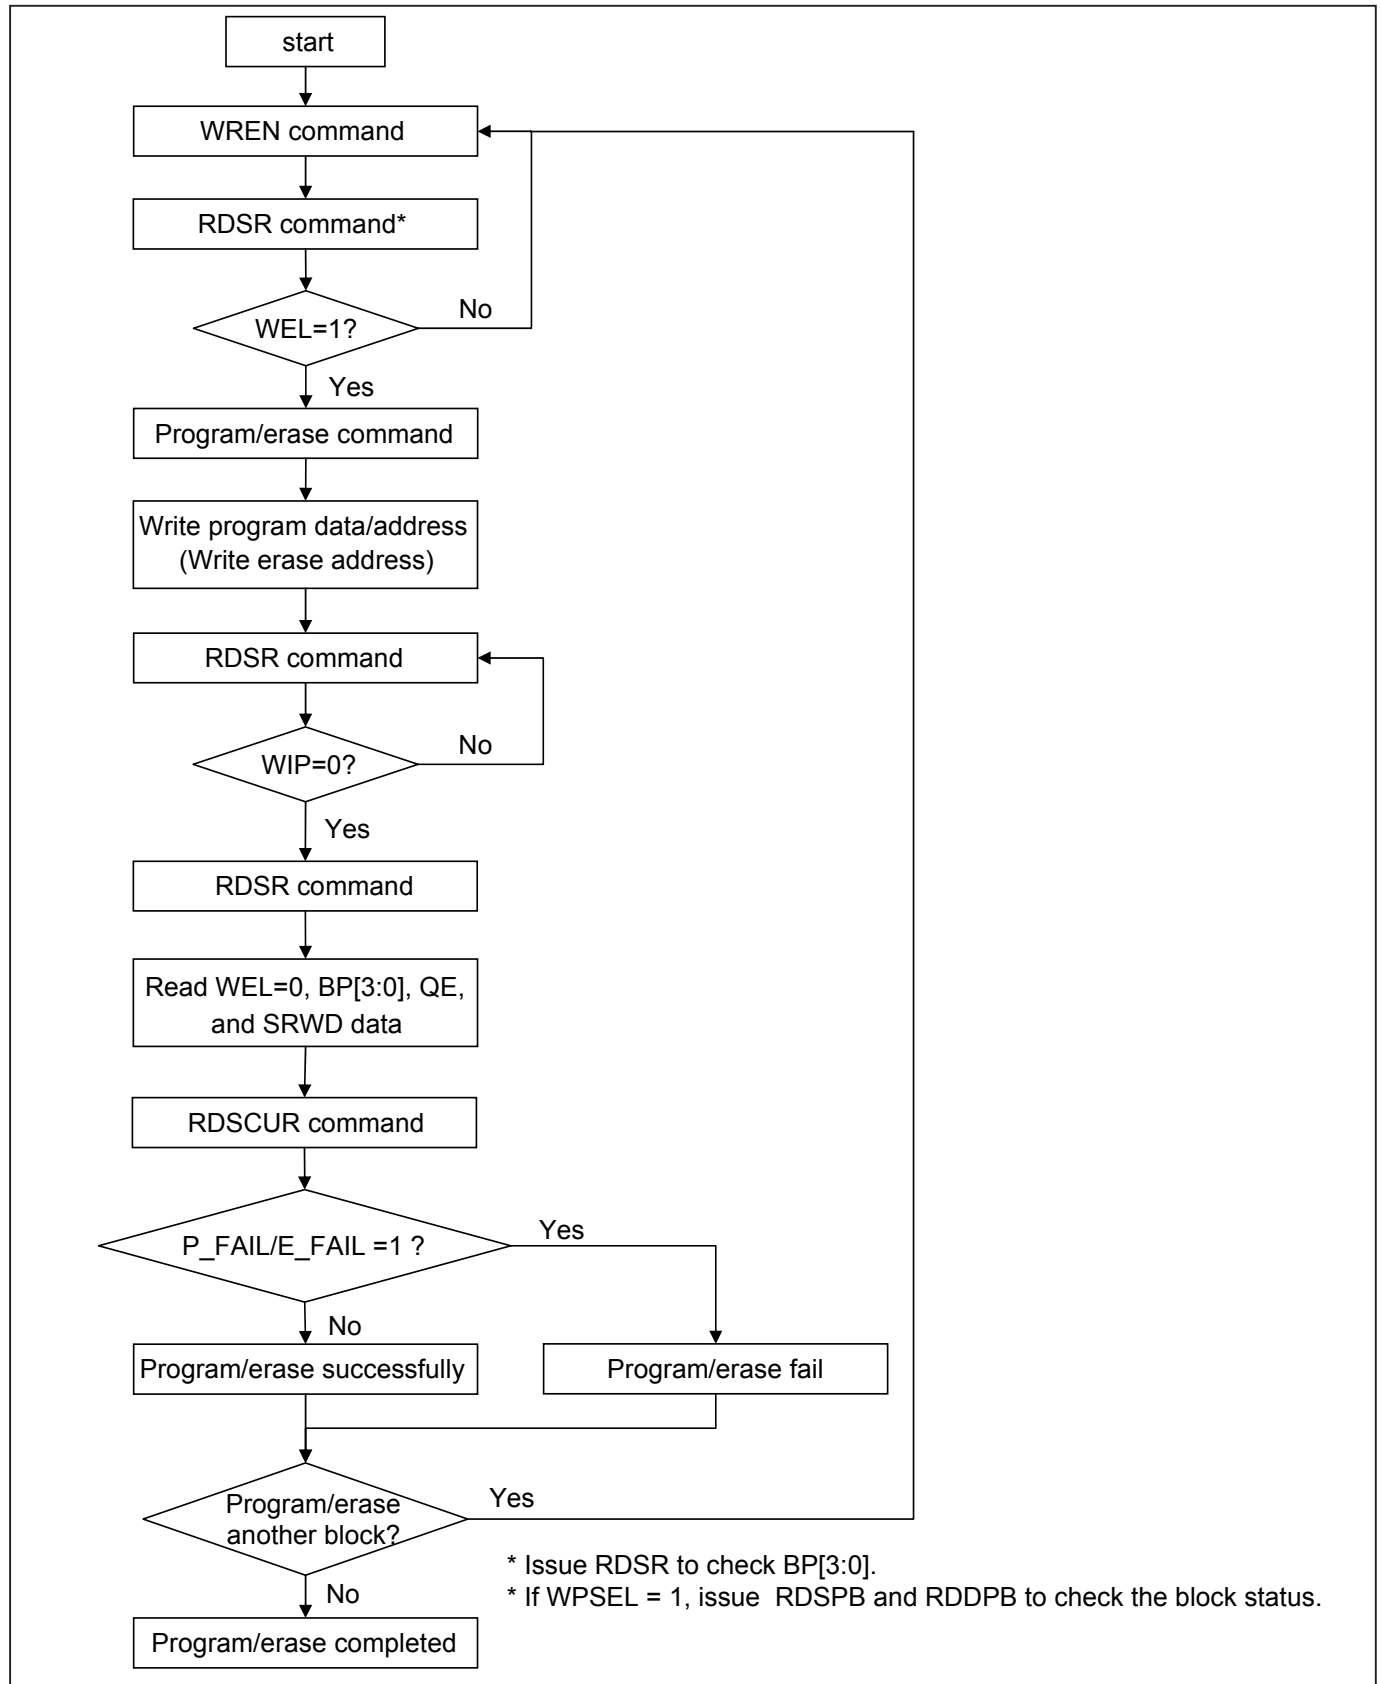 start
WREN command
RDSR command*
WEL=1?
No
Yes
Program/erase command
Write program data/address
(Write erase address)
RDSR command
WIP=0?
No
Yes
RDSR command
Read WEL=0, BP[3:0], QE,
and SRWD data
RDSCUR command
P_FAIL/E_FAIL =1 ?
Yes
No
Program/erase successfully
Program/erase fail
Program/erase
another block?
Yes
No
* Issue RDSR to check BP[3:0].
* If WPSEL = 1, issue  RDSPB and RDDPB to check the block status.
Program/erase completed